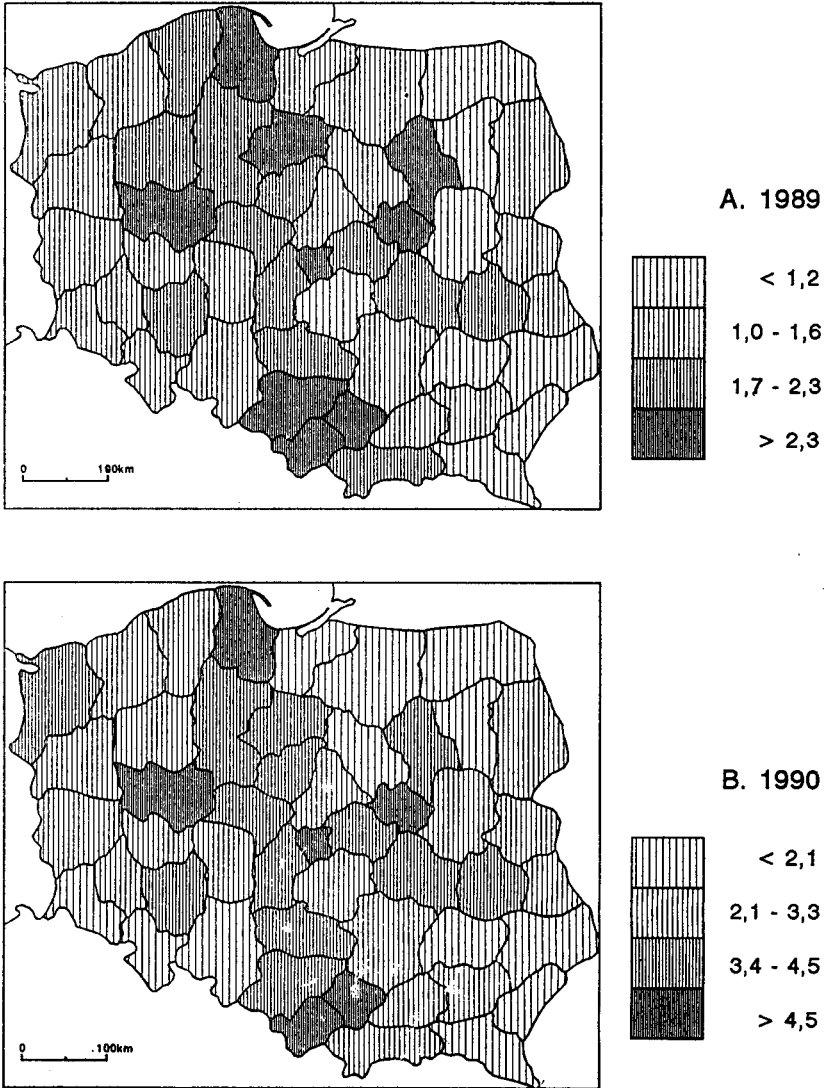 A. 1989
< 1,2
1,0 - 1,6
1,7 - 2,3
> 2,3
0 190km
B. 1990
< 2,1
2,1 - 3,3
3,4 - 4,5
> 4,5
0 .100km